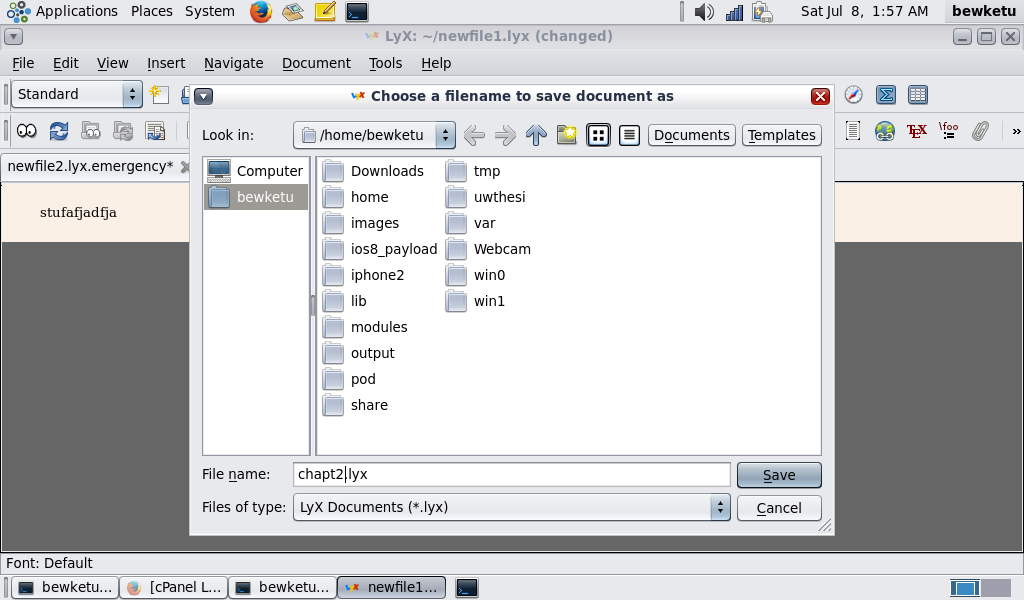 Applications Places System Sat Jul 8, 1:57 AM bewketu
LyX: ~/newfile1.lyx (changed)
File Edit View Insert Navigate Document Tools Help
Standard
Choose a filename to save document as
Look in: /home/bewketu Documents Templates
TEX \foo »
newfile2.lyx.emergency*
Computer
bewketu
Downloads
home
images
ios8_payload
iphone2
lib
modules
output
pod
share
tmp
uwthesi
var
Webcam
win0
win1
stufafjadfja
File name: chapt2.lyx Save
Files of type: LyX Documents (*.lyx) Cancel
Font: Default
bewketu... [cPanel L... bewketu... newfile1...